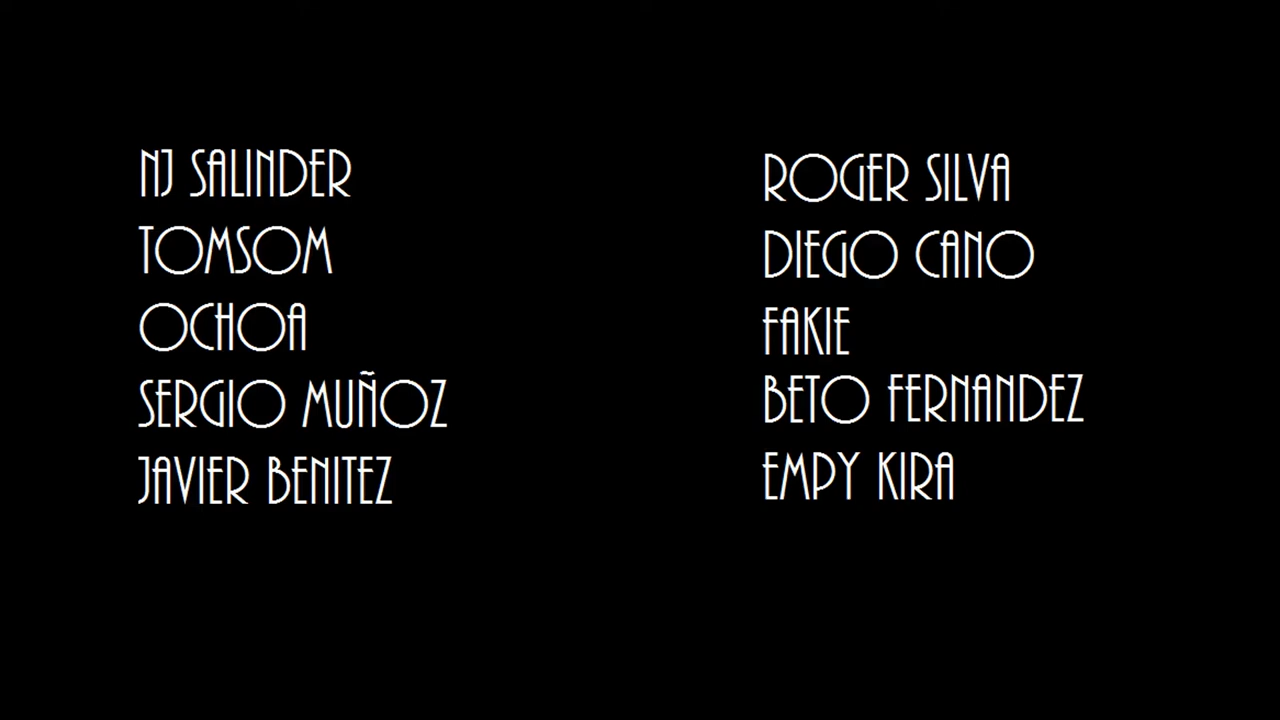 NJ SALINDER
TOMSOM
OCHOA
SERGIO MUÑOZ
JAVIER BENITEZ
ROGER SILVA
DIEGO CANO
FAKIE
BETO FERNANDEZ
EMPY KIRA